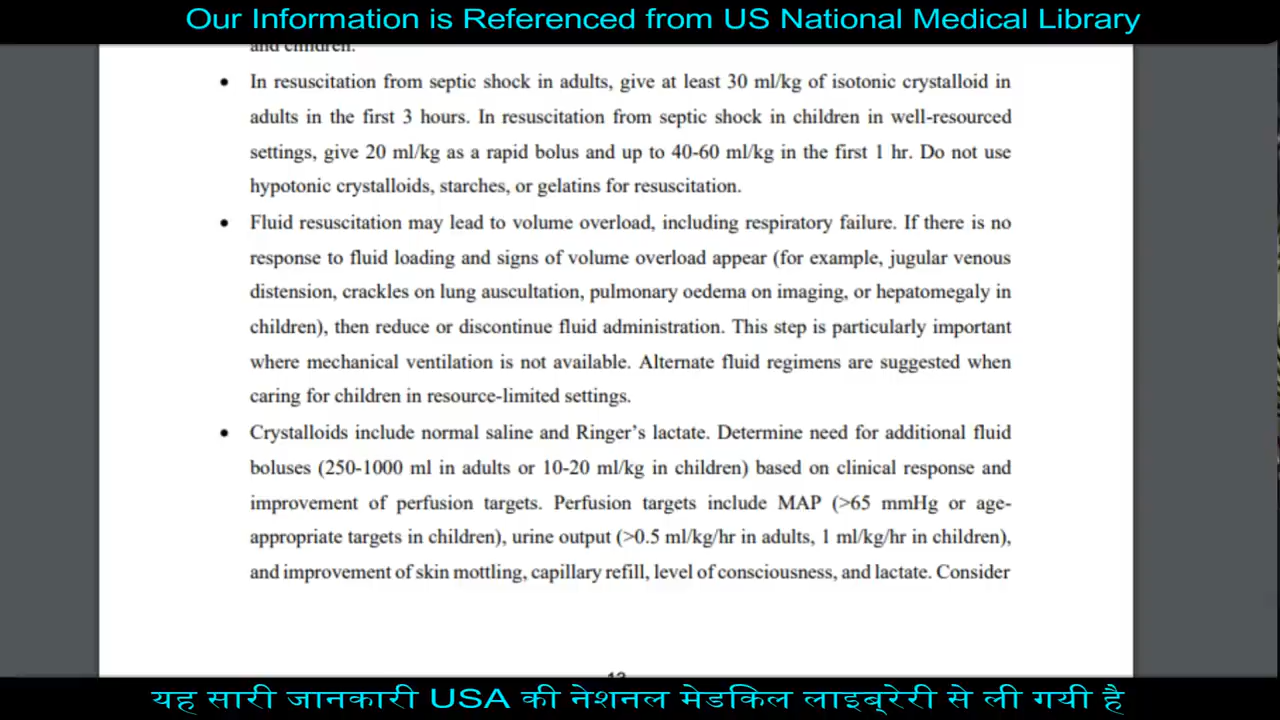 Our Information is Referenced from US National Medical Library
and children.
• In resuscitation from septic shock in adults, give at least 30 ml/kg of isotonic crystalloid in
adults in the first 3 hours. In resuscitation from septic shock in children in well-resourced
settings, give 20 ml/kg as a rapid bolus and up to 40-60 ml/kg in the first 1 hr. Do not use
hypotonic crystalloids, starches, or gelatins for resuscitation.
• Fluid resuscitation may lead to volume overload, including respiratory failure. If there is no
response to fluid loading and signs of volume overload appear (for example, jugular venous
distension, crackles on lung auscultation, pulmonary oedema on imaging, or hepatomegaly in
children), then reduce or discontinue fluid administration. This step is particularly important
where mechanical ventilation is not available. Alternate fluid regimens are suggested when
caring for children in resource-limited settings.
• Crystalloids include normal saline and Ringer's lactate. Determine need for additional fluid
boluses (250-1000 ml in adults or 10-20 ml/kg in children) based on clinical response and
improvement of perfusion targets. Perfusion targets include MAP (>65 mmHg or age-
appropriate targets in children), urine output (>0.5 ml/kg/hr in adults, 1 ml/kg/hr in children),
and improvement of skin mottling, capillary refill, level of consciousness, and lactate. Consider
यह सारी जानकारी USA की नेशनल मेडकिल लाइब्रेरी से ली गयी है